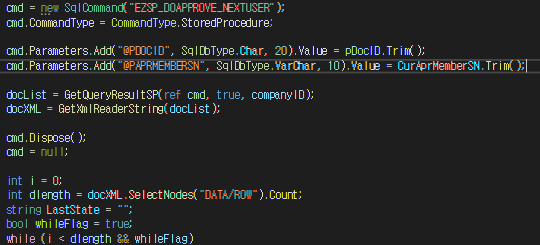 cmd = new SqlCommand("EZSP_DOAPPROVE_NEXTUSER");
cmd.CommandType = CommandType.StoredProcedure;
cmd.Parameters.Add("@PDOCID", SqlDbType.Char, 20).Value = pDocID.Trim();
cmd.Parameters.Add("@PAPRMEMBERSN", SqlDbType.VarChar, 10).Value = CurAprMemberSN.Trim();
docList = GetQueryResultSP(ref cmd, true, companyID);
docXML = GetXmlReaderString(docList);
cmd.Dispose();
cmd = null;
int i = 0;
int dlength = docXML.SelectNodes("DATA/ROW").Count;
string LastState = "";
bool whileFlag = true;
while (i < dlength && whileFlag)